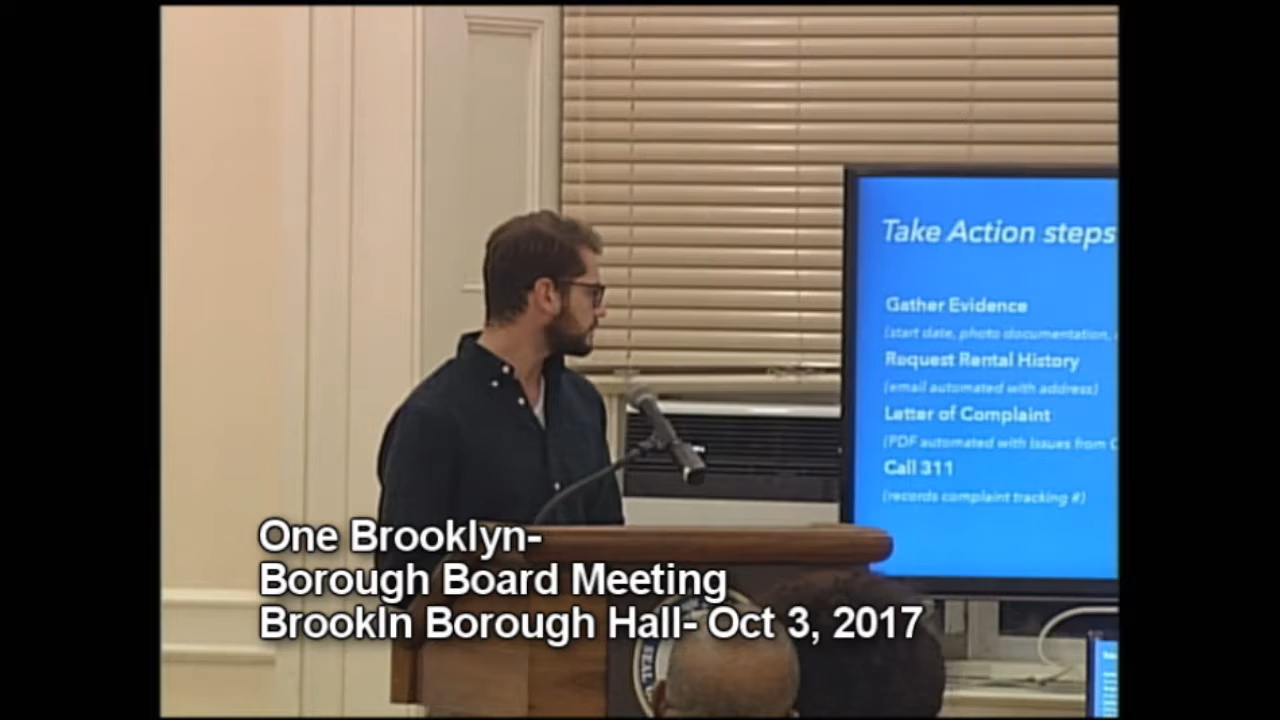 Take Action steps
Gather Evidence
(start date, photo documentation,
Request Rental History
(email automated with address)
Letter of Complaint
(PDF automated with Issues from
Call 311
(records complaint tracking #)
One Brooklyn-
Borough Board Meeting
Brookln Borough Hall- Oct 3, 2017
SEAL